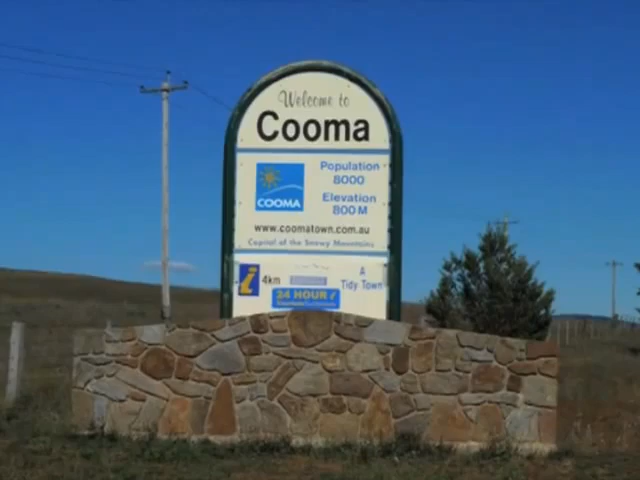 Welcome to
Cooma
Population
8000
COOMA
Elevation
800 M
www.coomatown.com.au
Capital of the Snowy Mountains
i 4km
A
Tidy Town
24 HOUR i